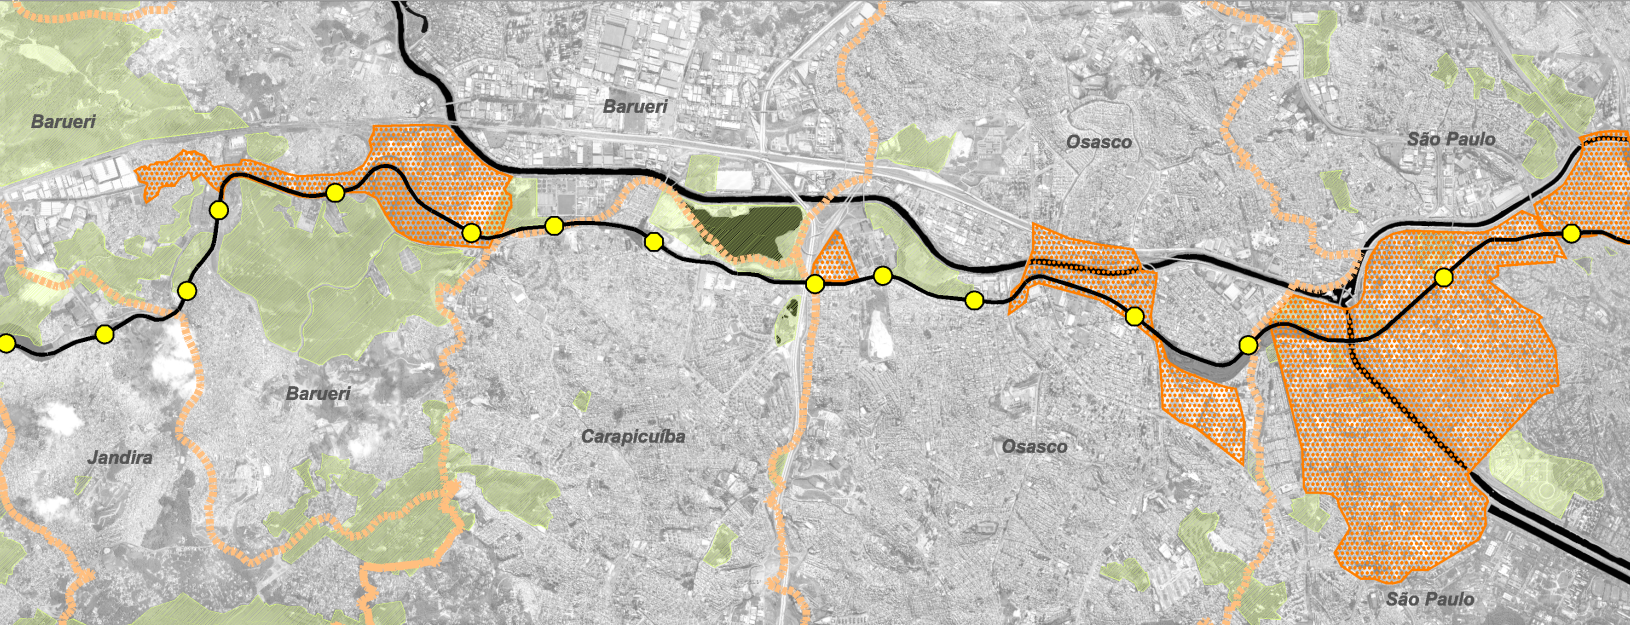 Barueri
Barueri
Osasco
São Paulo
Barueri
Carapicuíba
Osasco
Jandira
São Paulo